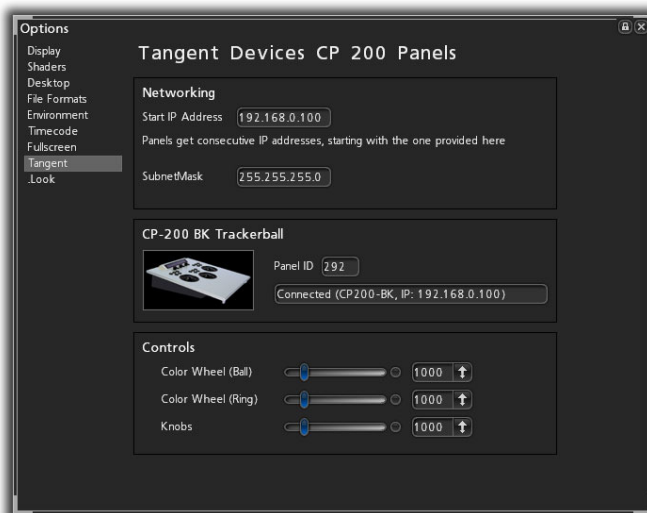 Options
Display
Shaders
Desktop
File Formats
Environment
Timecode
Fullscreen
Tangent
.Look
Tangent Devices CP 200 Panels
Networking
Start IP Address 192.168.0.100
Panels get consecutive IP addresses, starting with the one provided here
SubnetMask 255.255.255.0
CP-200 BK Trackerball
Panel ID 292
Connected (CP200-BK, IP: 192.168.0.100)
Controls
Color Wheel (Ball) 1000
Color Wheel (Ring) 1000
Knobs 1000